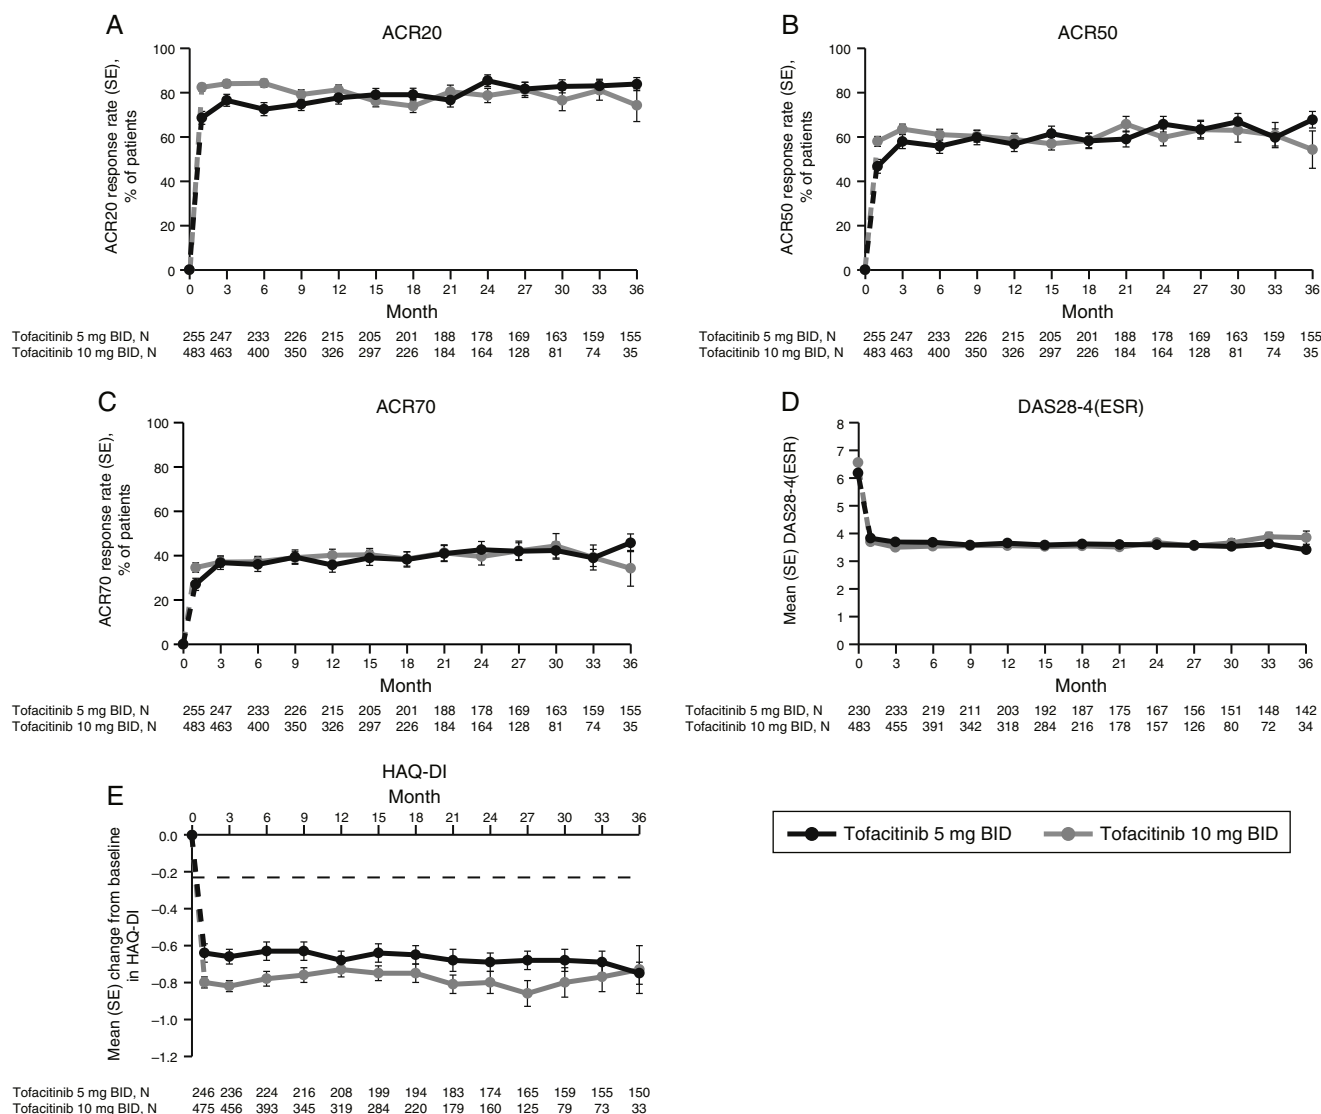 A
ACR20
ACR20 response rate (SE),
% of patients
100
80
60
40
20
0
0 3 6 9 12 15 18 21 24 27 30 33 36
Month
Tofacitinib 5 mg BID, N 255 247 233 226 215 205 201 188 178 169 163 159 155
Tofacitinib 10 mg BID, N 483 463 400 350 326 297 226 184 164 128 81 74 35
B
ACR50
ACR50 response rate (SE),
% of patients
100
80
60
40
20
0
0 3 6 9 12 15 18 21 24 27 30 33 36
Month
Tofacitinib 5 mg BID, N 255 247 233 226 215 205 201 188 178 169 163 159 155
Tofacitinib 10 mg BID, N 483 463 400 350 326 297 226 184 164 128 81 74 35
C
ACR70
ACR70 response rate (SE),
% of patients
100
80
60
40
20
0
0 3 6 9 12 15 18 21 24 27 30 33 36
Month
Tofacitinib 5 mg BID, N 255 247 233 226 215 205 201 188 178 169 163 159 155
Tofacitinib 10 mg BID, N 483 463 400 350 326 297 226 184 164 128 81 74 35
D
DAS28-4(ESR)
Mean (SE) DAS28-4(ESR)
8
7
6
5
4
3
2
1
0
0 3 6 9 12 15 18 21 24 27 30 33 36
Month
Tofacitinib 5 mg BID, N 230 233 219 211 203 192 187 175 167 156 151 148 142
Tofacitinib 10 mg BID, N 483 455 391 342 318 284 216 178 157 126 80 72 34
E
HAQ-DI
Month
0 3 6 9 12 15 18 21 24 27 30 33 36
Mean (SE) change from baseline
in HAQ-DI
0.0
−0.2
−0.4
−0.6
−0.8
−1.0
−1.2
Tofacitinib 5 mg BID, N 246 236 224 216 208 199 194 183 174 165 159 155 150
Tofacitinib 10 mg BID, N 475 456 393 345 319 284 220 179 160 125 79 73 33
Tofacitinib 5 mg BID Tofacitinib 10 mg BID